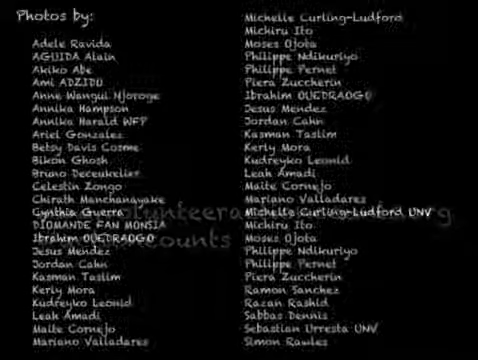 Photos by:
Adele Ravida
AGUIDA Alain
Akiko Abe
Ami ADZIDO
Anne Wangui Njoroge
Annika Hampson
Annika Harald WFP
Ariel Gonzalez
Betsy Davis Cosme
Bikon Ghosh
Bruno Deceukelier
Celestin Zongo
Chirath Manchanayake
Cynthia Guerra
DIOMANDE FAN MONSIA
Ibrahim OUEDRAOGO
Jesus Mendez
Jordan Cahn
Kasman Taslim
Kerly Mora
Kudreyko Leonid
Leak Amadi
Maite Cornejo
Mariano Valladares
Michelle Curling-Ludford
Michiru Ito
Moses Ojota
Philippe Ndikuriyo
Philippe Pernet
Piera Zuccherin
Ibrahim OUEDRAOGO
Jesus Mendez
Jordan Cahn
Kasman Taslim
Kerly Mora
Kudreyko Leonid
Leak Amadi
Maite Cornejo
Mariano Valladares
Michelle Curling-Ludford UNV
Michiru Ito
Moses Ojota
Philippe Ndikuriyo
Philippe Pernet
Piera Zuccherin
Ramon Sanchez
Razan Rashid
Sabbas Dennis
Sebastian Urresta UNV
Simon Rawles